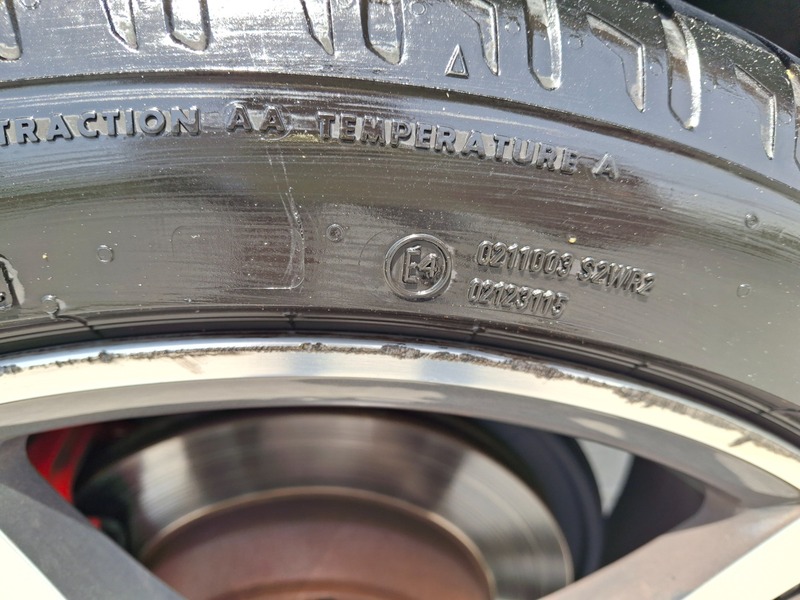 TRACTION AA TEMPERATURE A
E4
0211003 S2WR2
02123115